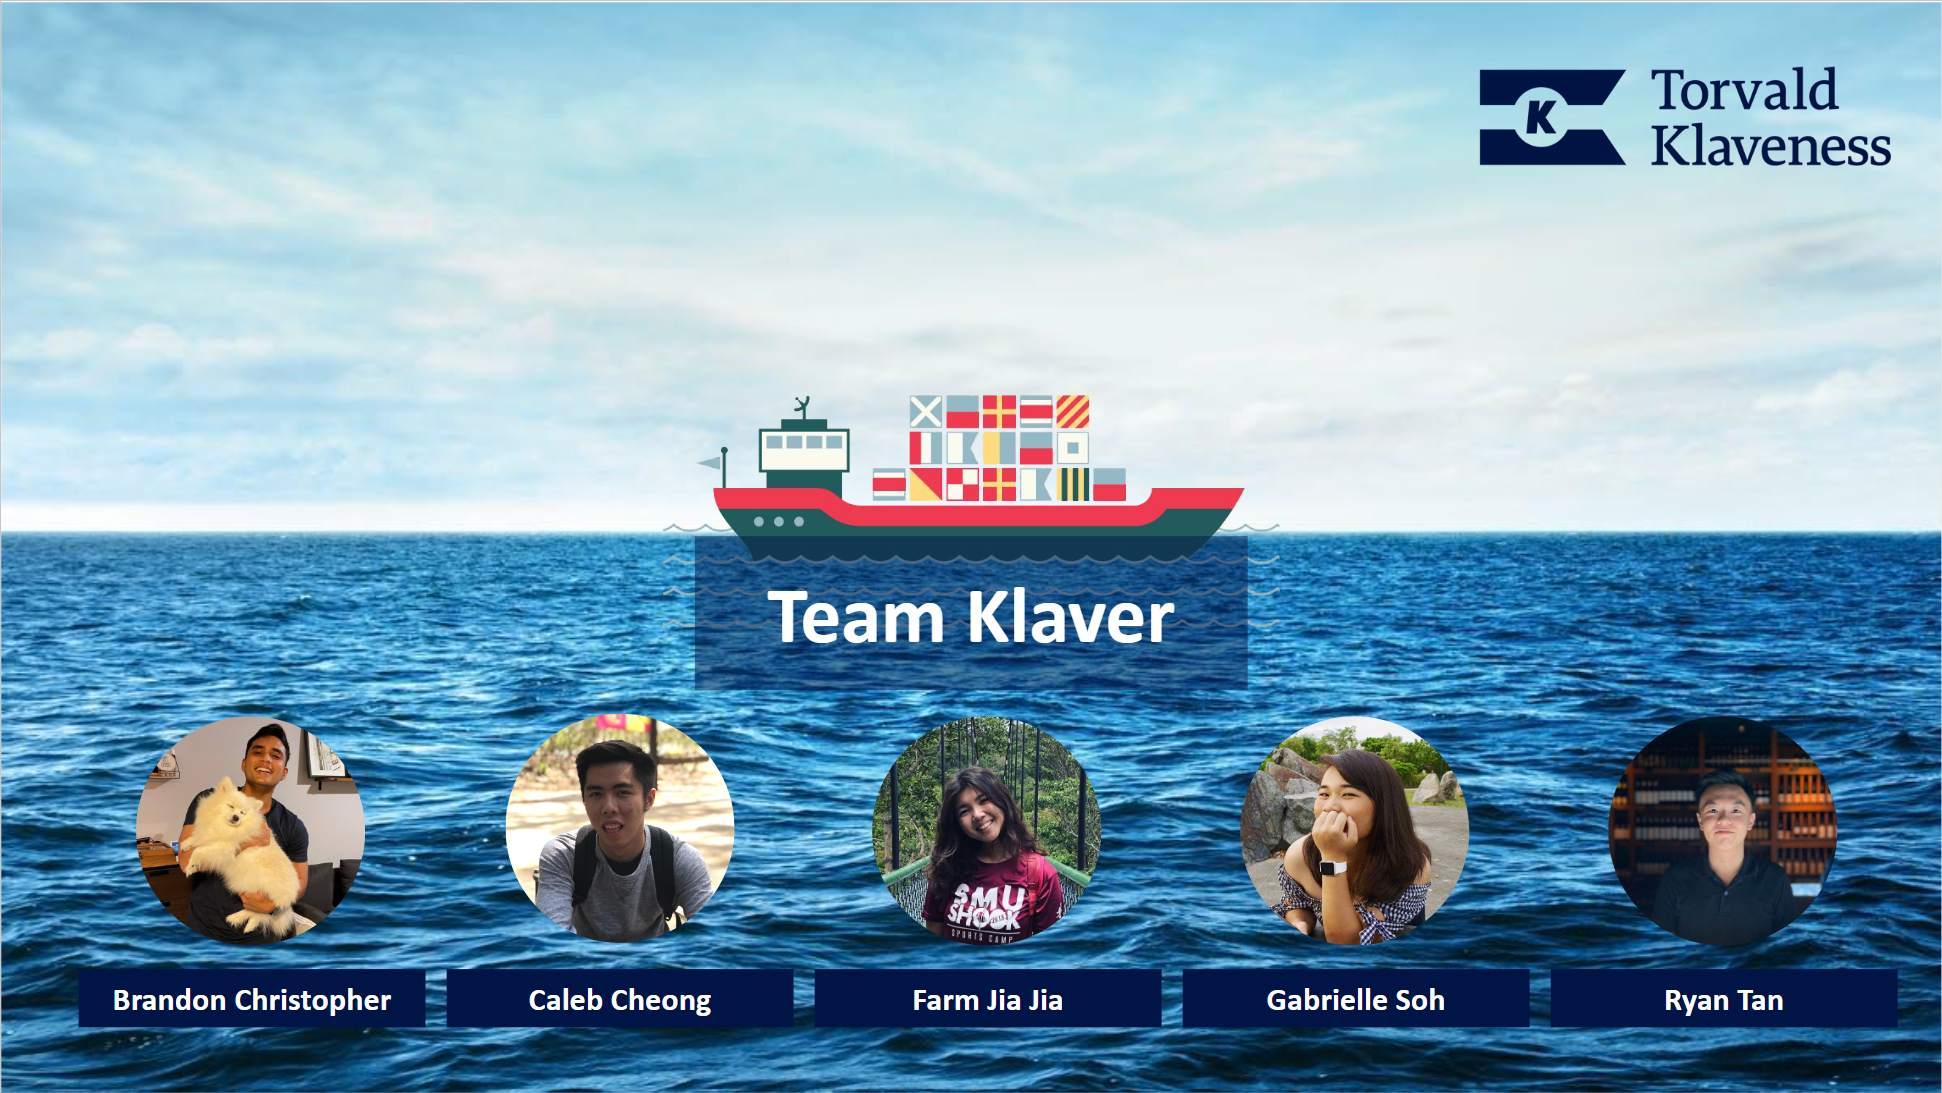 K
Torvald
Klaveness
Team Klaver
SMU
SHOOK
SPORTS CAMP
Brandon Christopher
Caleb Cheong
Farm Jia Jia
Gabrielle Soh
Ryan Tan